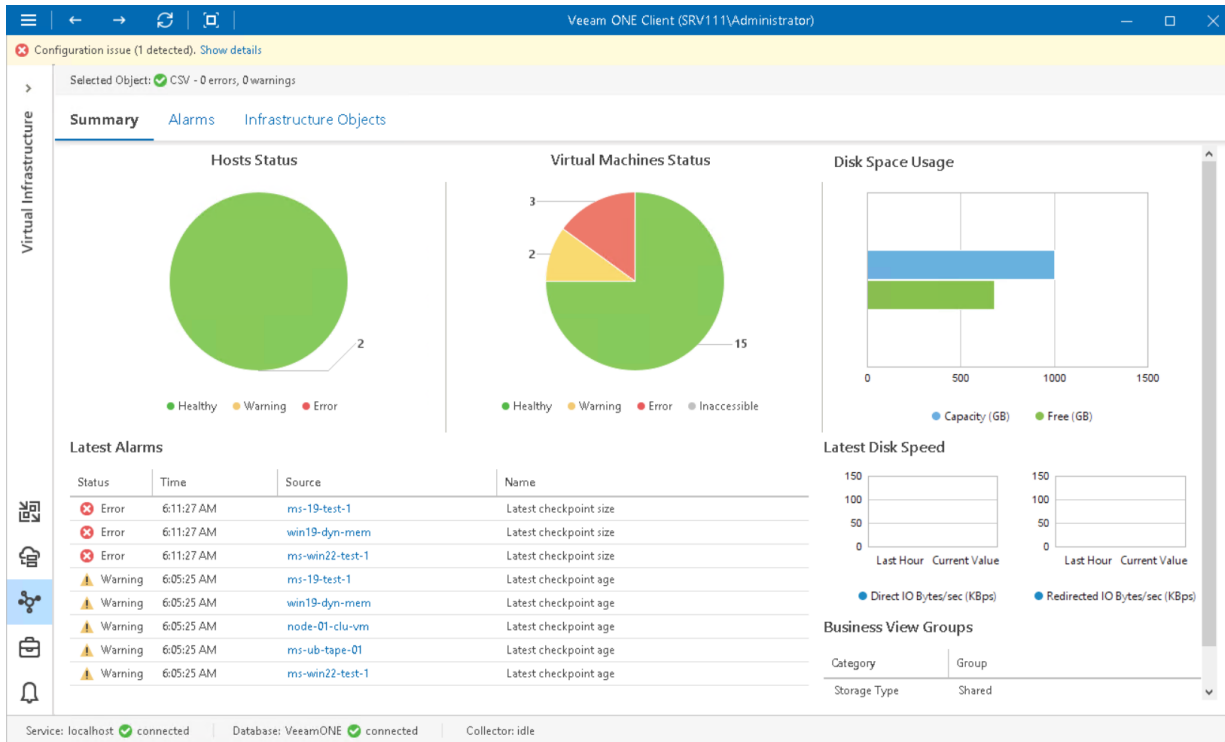 Veeam ONE Client (SRV111\Administrator)
Configuration issue (1 detected). Show details
Virtual Infrastructure
Selected Object: CSV - 0 errors, 0 warnings
Summary Alarms Infrastructure Objects
Hosts Status
2
Healthy Warning Error
Virtual Machines Status
3
2
15
Healthy Warning Error Inaccessible
Disk Space Usage
0 500 1000 1500
Capacity (GB) Free (GB)
Latest Alarms
Status Time Source Name
Error 6:11:27 AM ms-19-test-1 Latest checkpoint size
Error 6:11:27 AM win19-dyn-mem Latest checkpoint size
Error 6:11:27 AM ms-win22-test-1 Latest checkpoint size
Warning 6:05:25 AM ms-19-test-1 Latest checkpoint age
Warning 6:05:25 AM win19-dyn-mem Latest checkpoint age
Warning 6:05:25 AM node-01-clu-vm Latest checkpoint age
Warning 6:05:25 AM ms-ub-tape-01 Latest checkpoint age
Warning 6:05:25 AM ms-win22-test-1 Latest checkpoint age
Latest Disk Speed
150
100
50
0
Last Hour Current Value
Direct IO Bytes/sec (KBps)
150
100
50
0
Last Hour Current Value
Redirected IO Bytes/sec (KBps)
Business View Groups
Category Group
Storage Type Shared
Service: localhost connected Database: VeeamONE connected Collector: idle